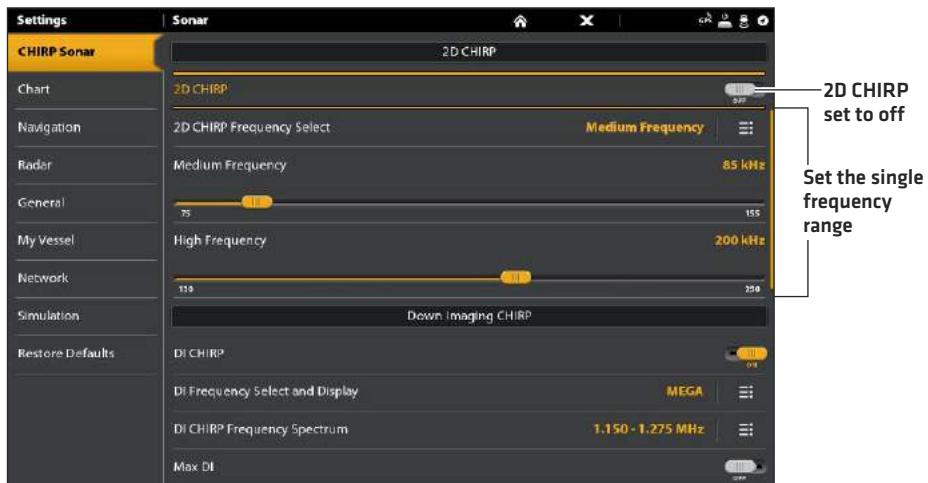 Settings
Sonar
CHIRP Sonar
2D CHIRP
Chart
2D CHIRP
OFF
2D CHIRP
set to off
Navigation
2D CHIRP Frequency Select
Medium Frequency
Radar
Medium Frequency
85 kHz
Set the single
frequency
range
General
75
155
My Vessel
High Frequency
200 kHz
Network
130
250
Simulation
Down Imaging CHIRP
Restore Defaults
DI CHIRP
ON
DI Frequency Select and Display
MEGA
DI CHIRP Frequency Spectrum
1.150 - 1.275 MHz
Max DI
OFF